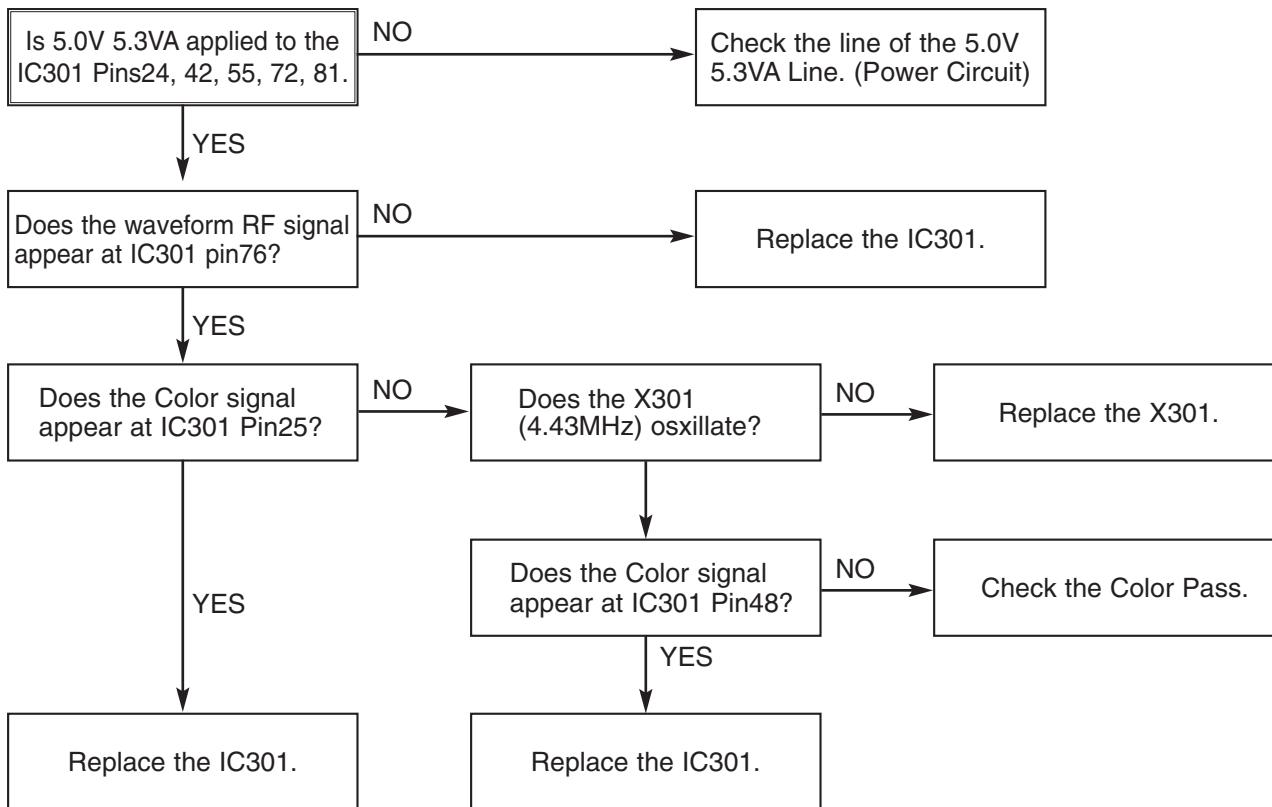 Is 5.0V 5.3VA applied to the
IC301 Pins24, 42, 55, 72, 81.
NO
Check the line of the 5.0V
5.3VA Line. (Power Circuit)
YES
Does the waveform RF signal
appear at IC301 pin76?
NO
Replace the IC301.
YES
Does the Color signal
appear at IC301 Pin25?
NO
Does the X301
(4.43MHz) osxillate?
NO
Replace the X301.
YES
Does the Color signal
appear at IC301 Pin48?
NO
Check the Color Pass.
YES
Replace the IC301.
Replace the IC301.